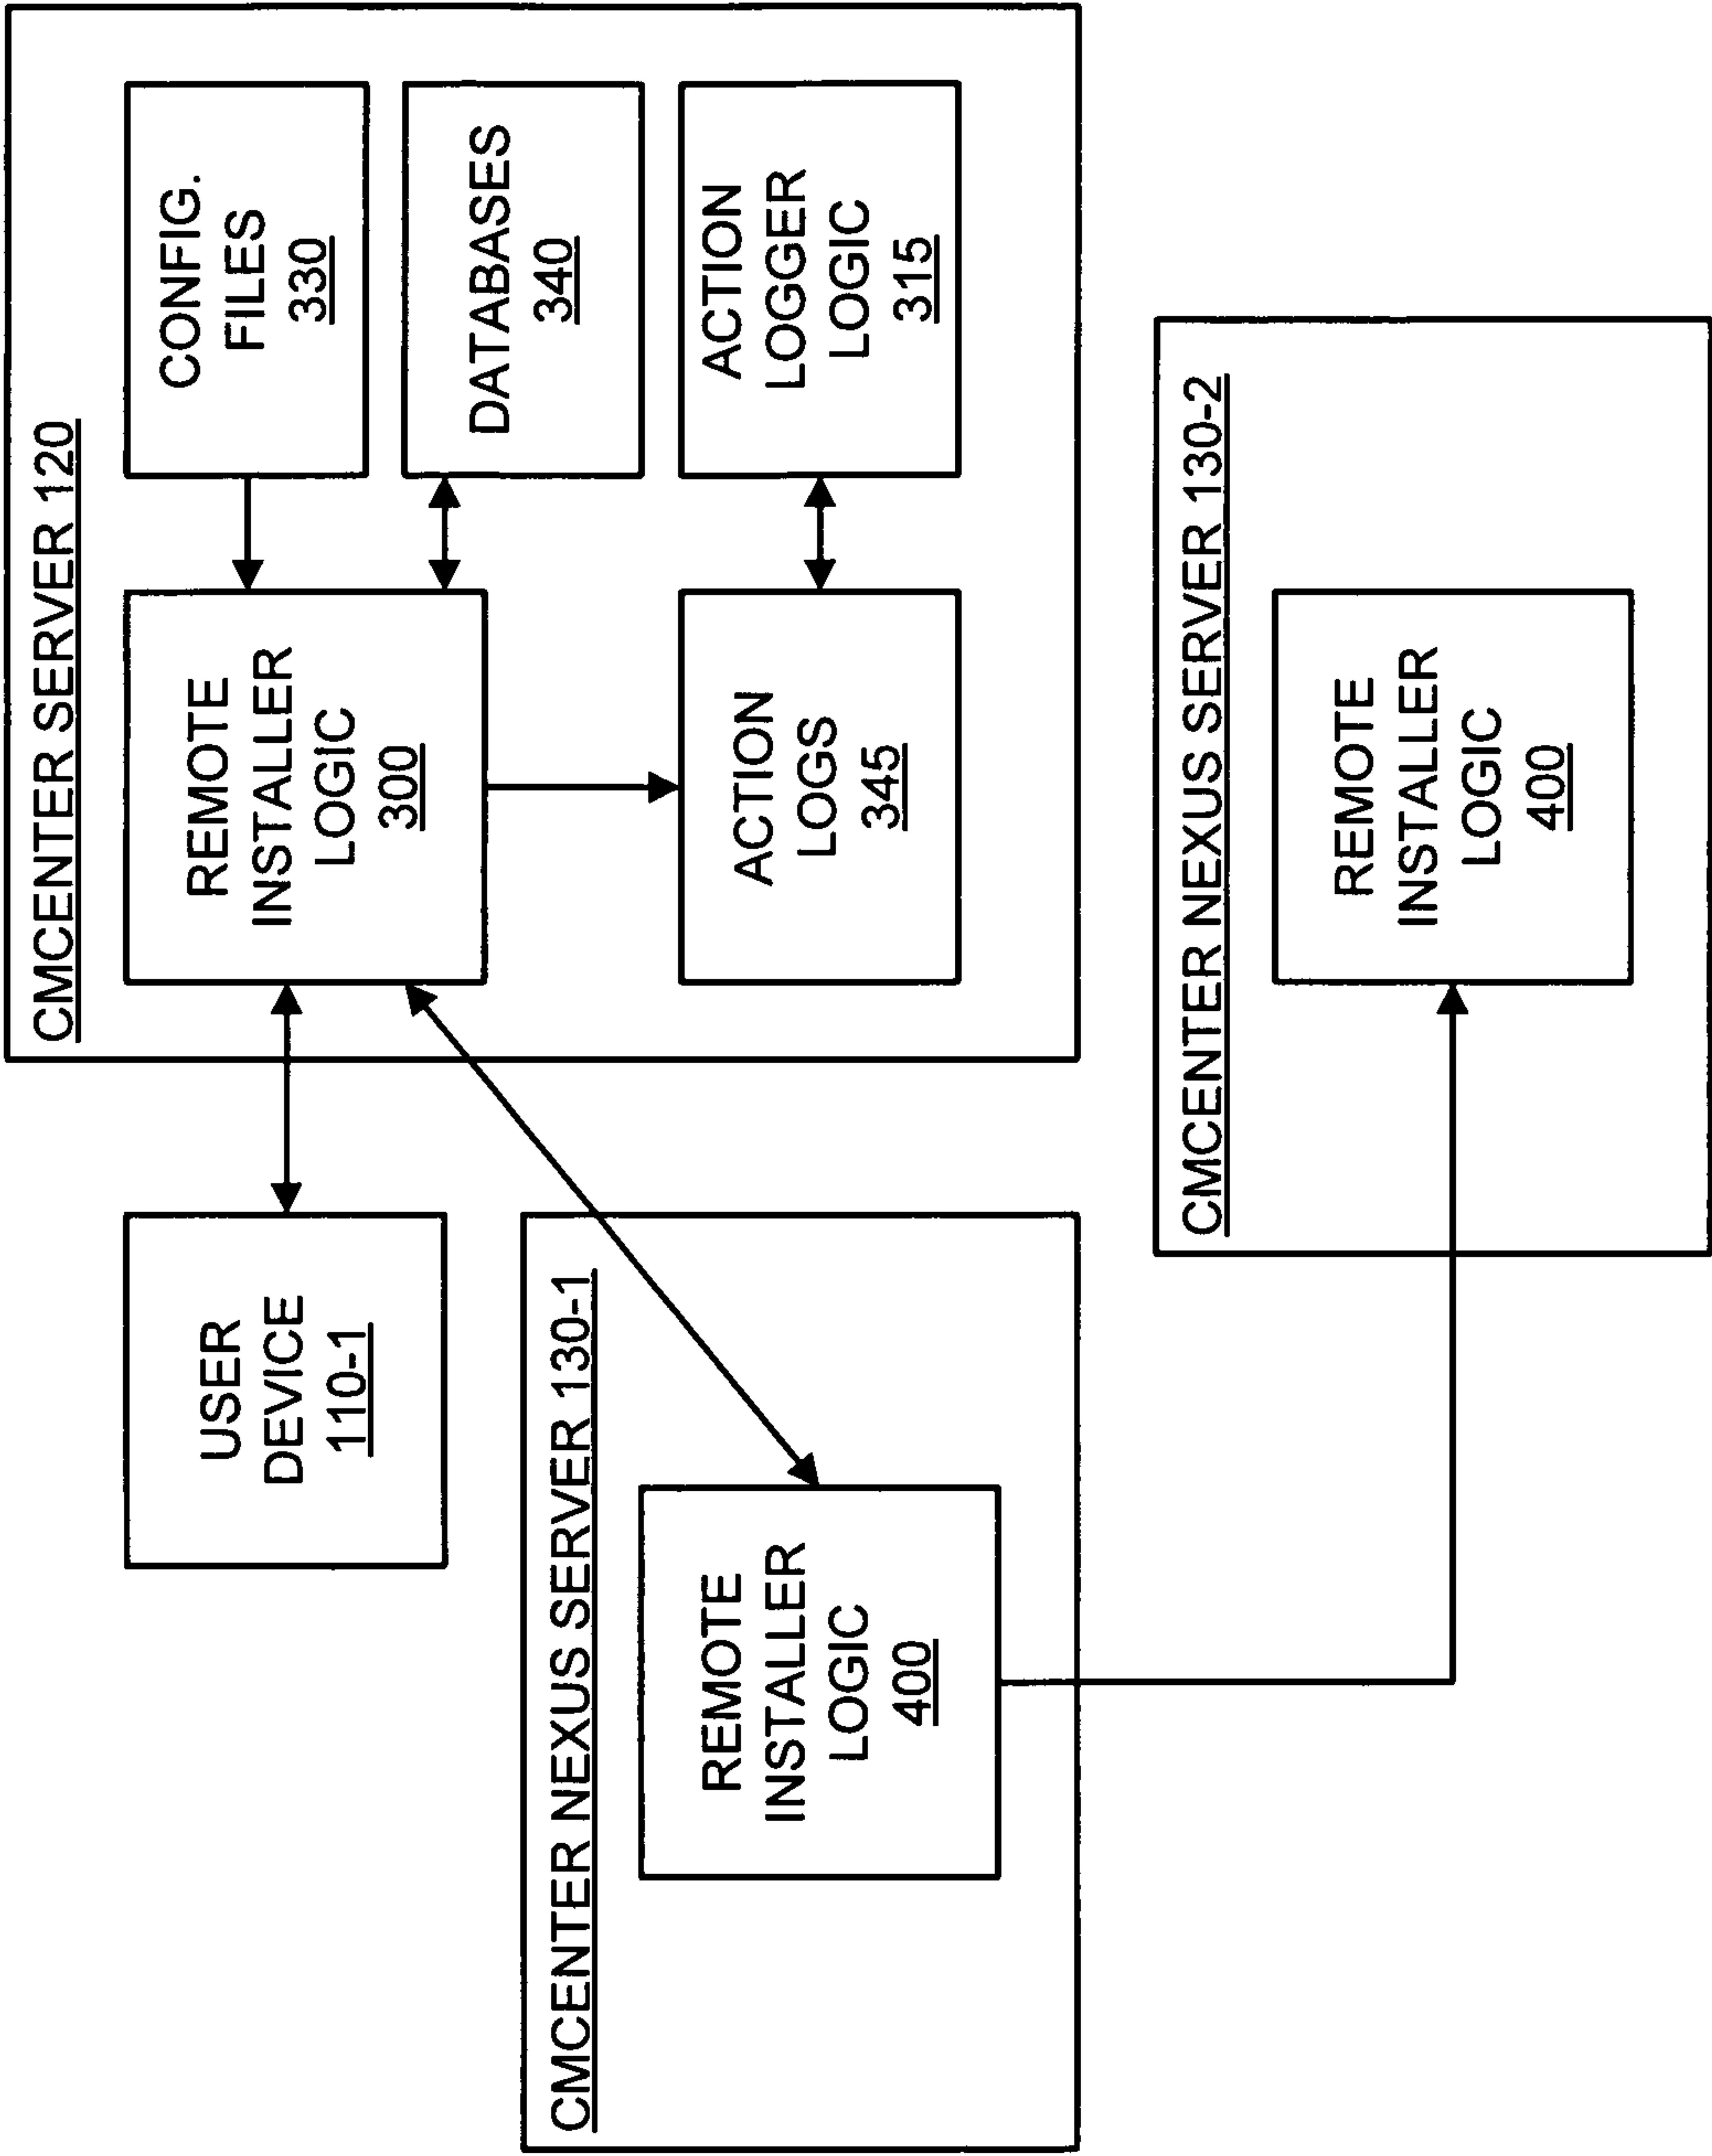 CMCENTER SERVER 120
USER
DEVICE
110-1
REMOTE
INSTALLER
LOGIC
300
CONFIG.
FILES
330
DATABASES
340
ACTION
LOGS
345
ACTION
LOGGER
LOGIC
315
CMCENTER NEXUS SERVER 130-1
REMOTE
INSTALLER
LOGIC
400
CMCENTER NEXUS SERVER 130-2
REMOTE
INSTALLER
LOGIC
400